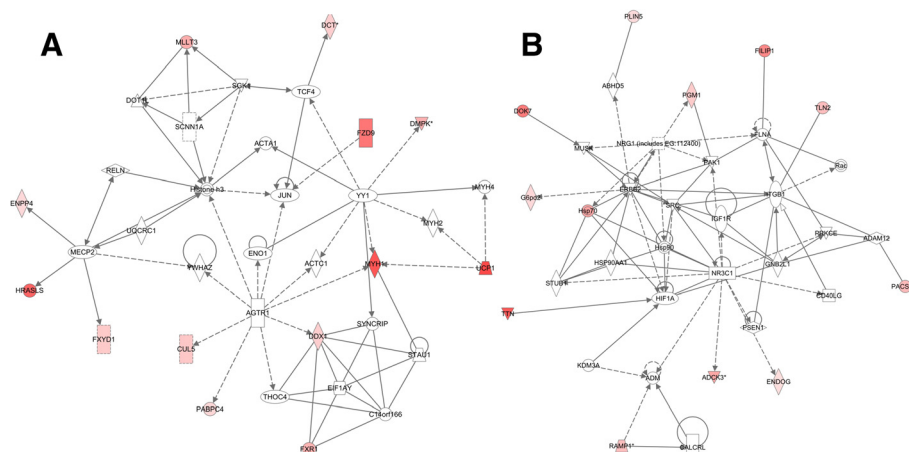 A
DCT*
MLLT3
SGK1
TCF4
DOT1L
SCNN1A
DMPK*
FZD9
ACTA1
RELN
Histone h3
JUN
YY1
MYH4
ENPP4
UQCRC1
MYH2
MECP2
ENO1
YWHAZ
ACTC1
MYH1*
UCP1
HRASLS
AGTR1
FXYD1
CUL5
SYNCRIP
DDX1
STAU1
EIF1AY
THOC4
PABPC4
C14orf166
FXR1
B
PLIN5
FILIP1
ABHD5
PGM1
DOK7
TLN2
MUSK
NRG1 (includes EG:112400)
FLNA
PAK1
Rac
G6pdz*
ERBB2
SRC
ITGB1
Hsp70
IGF1R
PRKCE
Hsp90
ADAM12
HSP90AA1
GNB2L1
STUB1
NR3C1
PACS
HIF1A
CD40LG
TTN
PSEN1
KDM3A
ADM
ADCK3*
ENDOG
RAMP1*
CALCRL